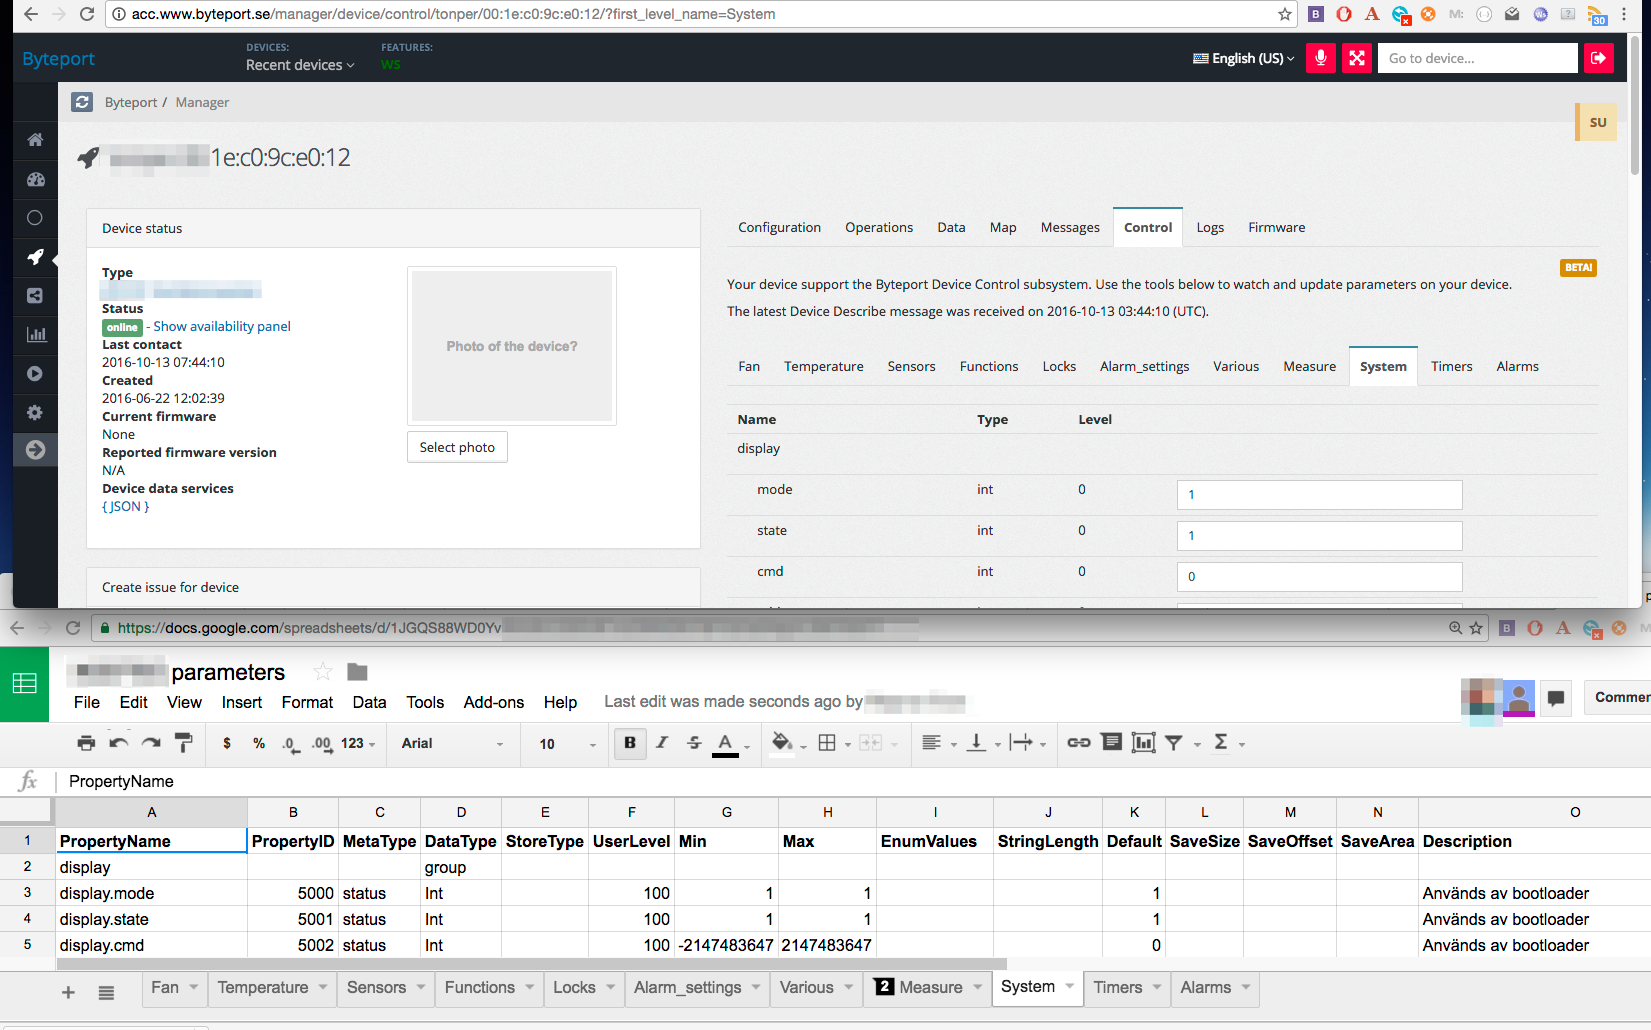 acc.www.byteport.se/manager/device/control/tonper/00:1e:c0:9c:e0:12/?first_level_name=System
Byteport
DEVICES:
Recent devices
FEATURES:
WS
English (US)
Go to device...
Byteport / Manager
SU
1e:c0:9c:e0:12
Device status
Type
Status
online - Show availability panel
Last contact
2016-10-13 07:44:10
Created
2016-06-22 12:02:39
Current firmware
None
Reported firmware version
N/A
Device data services
{ JSON }
Photo of the device?
Select photo
Create issue for device
Configuration Operations Data Map Messages Control Logs Firmware
BETA!
Your device support the Byteport Device Control subsystem. Use the tools below to watch and update parameters on your device.
The latest Device Describe message was received on 2016-10-13 03:44:10 (UTC).
Fan Temperature Sensors Functions Locks Alarm_settings Various Measure System Timers Alarms
Name Type Level
display
mode int 0 1
state int 0 1
cmd int 0 0
https://docs.google.com/spreadsheets/d/1JGQS88WD0Yv
parameters
File Edit View Insert Format Data Tools Add-ons Help Last edit was made seconds ago by
Commen
$ % .0 .00 123 Arial 10 B I S A Σ
fx PropertyName
A B C D E F G H I J K L M N O
1 PropertyName PropertyID MetaType DataType StoreType UserLevel Min Max EnumValues StringLength Default SaveSize SaveOffset SaveArea Description
2 display group
3 display.mode 5000 status Int 100 1 1 1 Används av bootloader
4 display.state 5001 status Int 100 1 1 1 Används av bootloader
5 display.cmd 5002 status Int 100 -2147483647 2147483647 0 Används av bootloader
Fan Temperature Sensors Functions Locks Alarm_settings Various 2 Measure System Timers Alarms